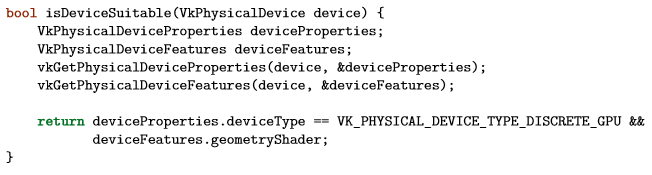 bool isDeviceSuitable(VkPhysicalDevice device) {
    VkPhysicalDeviceProperties deviceProperties;
    VkPhysicalDeviceFeatures deviceFeatures;
    vkGetPhysicalDeviceProperties(device, &deviceProperties);
    vkGetPhysicalDeviceFeatures(device, &deviceFeatures);

    return deviceProperties.deviceType == VK_PHYSICAL_DEVICE_TYPE_DISCRETE_GPU &&
           deviceFeatures.geometryShader;
}